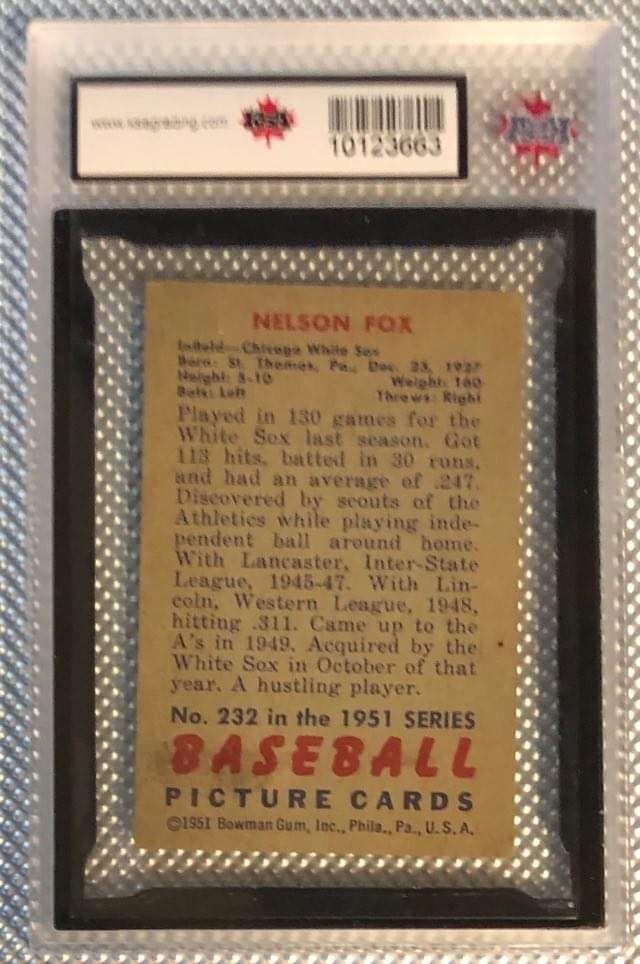 www.ksagrading.com KSA
10123663
NELSON FOX
Infield—Chicago White Sox
Born: St. Thomas, Pa., Dec. 25, 1927
Height: 5-10 Weight: 160
Bats: Left Throws: Right
Played in 130 games for the
White Sox last season. Got
113 hits, batted in 30 runs,
and had an average of .247.
Discovered by scouts of the
Athletics while playing inde-
pendent ball around home.
With Lancaster, Inter-State
League, 1945-47. With Lin-
coln, Western League, 1948,
hitting .311. Came up to the
A's in 1949. Acquired by the
White Sox in October of that
year. A hustling player.
No. 232 in the 1951 SERIES
BASEBALL
PICTURE CARDS
©1951 Bowman Gum, Inc., Phila., Pa., U.S.A.